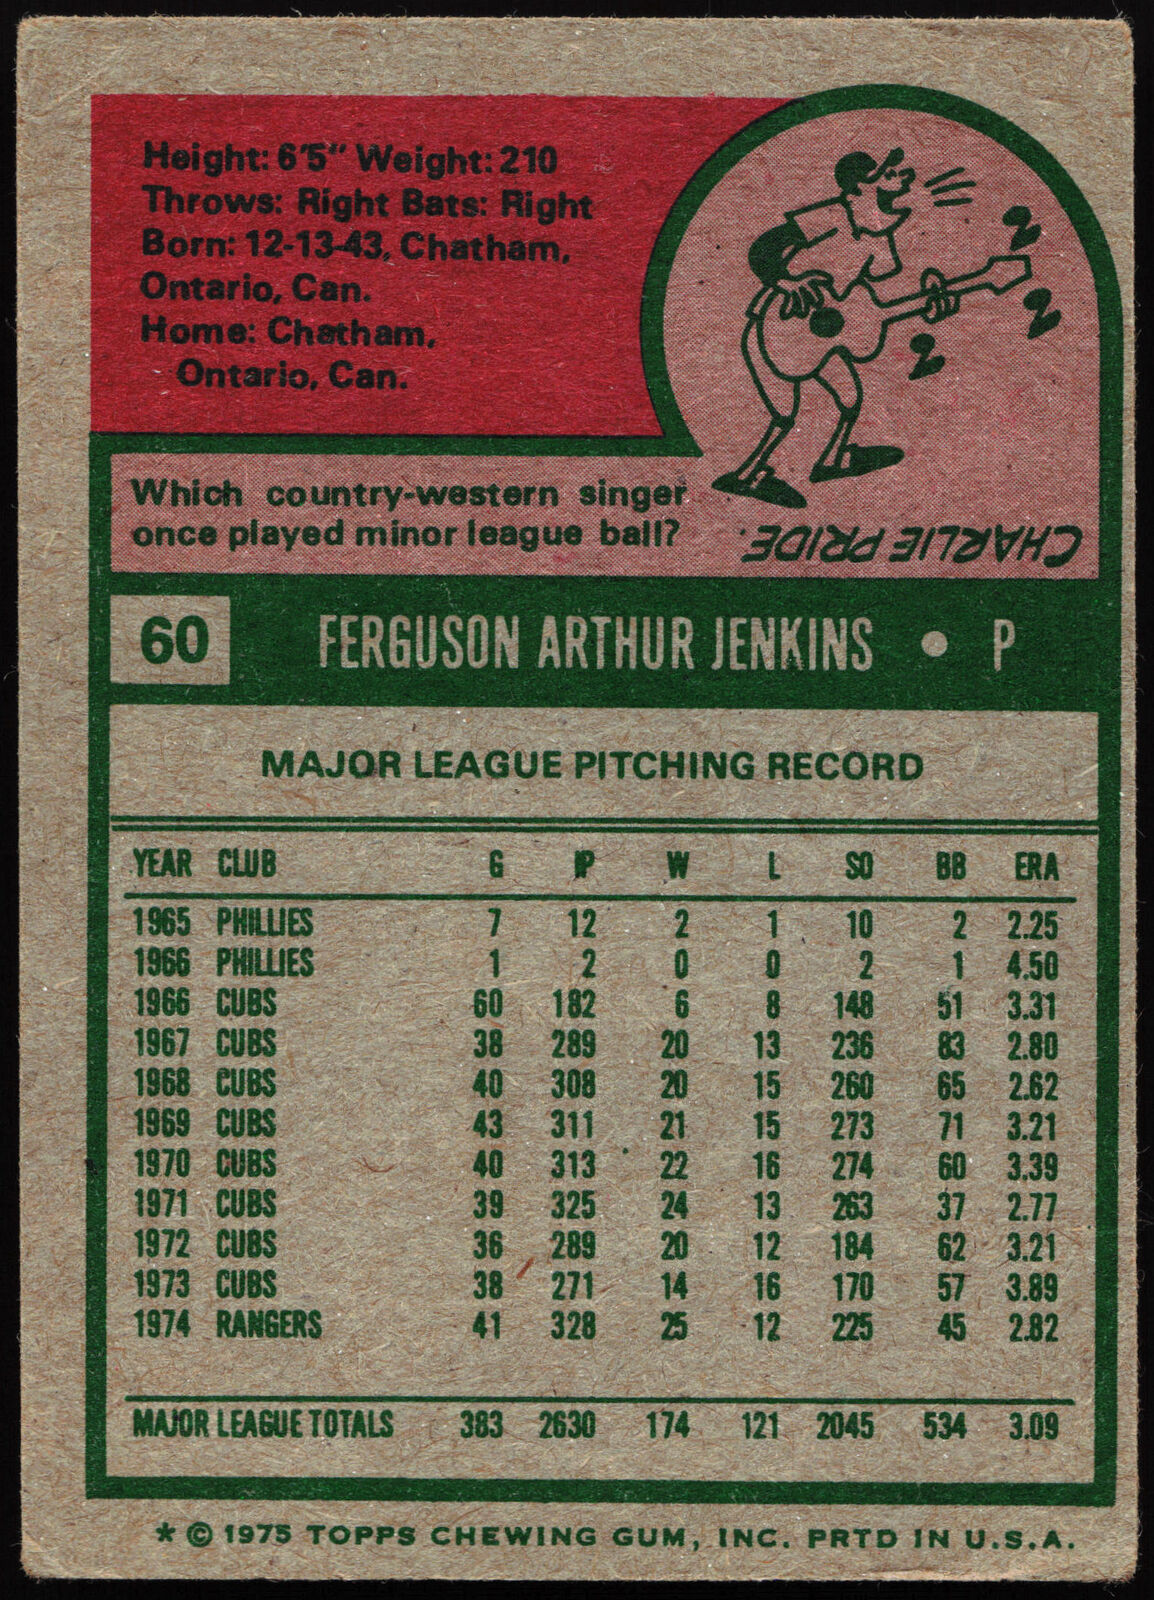 Height: 6'5" Weight: 210
Throws: Right Bats: Right
Born: 12-13-43, Chatham,
Ontario, Can.
Home: Chatham,
Ontario, Can.
Which country-western singer
once played minor league ball?
CHARLIE PRIDE.
60 FERGUSON ARTHUR JENKINS • P
MAJOR LEAGUE PITCHING RECORD
YEAR CLUB G IP W L SO BB ERA
1965 PHILLIES 7 12 2 1 10 2 2.25
1966 PHILLIES 1 2 0 0 2 1 4.50
1966 CUBS 60 182 6 8 148 51 3.31
1967 CUBS 38 289 20 13 236 83 2.80
1968 CUBS 40 308 20 15 260 65 2.62
1969 CUBS 43 311 21 15 273 71 3.21
1970 CUBS 40 313 22 16 274 60 3.39
1971 CUBS 39 325 24 13 263 37 2.77
1972 CUBS 36 289 20 12 184 62 3.21
1973 CUBS 38 271 14 16 170 57 3.89
1974 RANGERS 41 328 25 12 225 45 2.82
MAJOR LEAGUE TOTALS 383 2630 174 121 2045 534 3.09
* © 1975 TOPPS CHEWING GUM, INC. PRTD IN U.S.A.